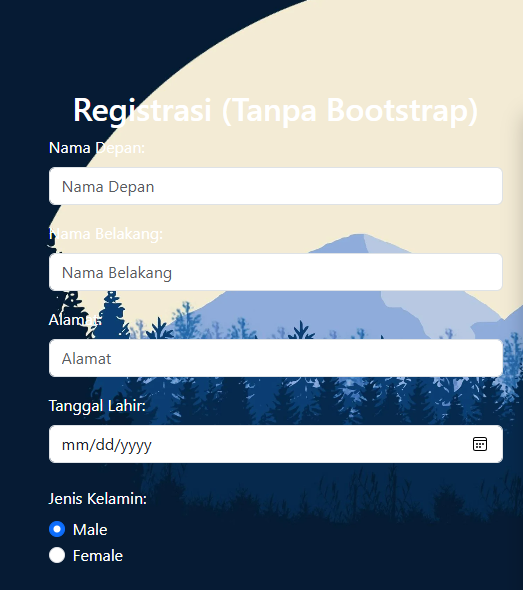 Registrasi (Tanpa Bootstrap)
Nama Depan:
Nama Depan
Nama Belakang:
Nama Belakang
Alamat:
Alamat
Tanggal Lahir:
mm/dd/yyyy
Jenis Kelamin:
Male
Female